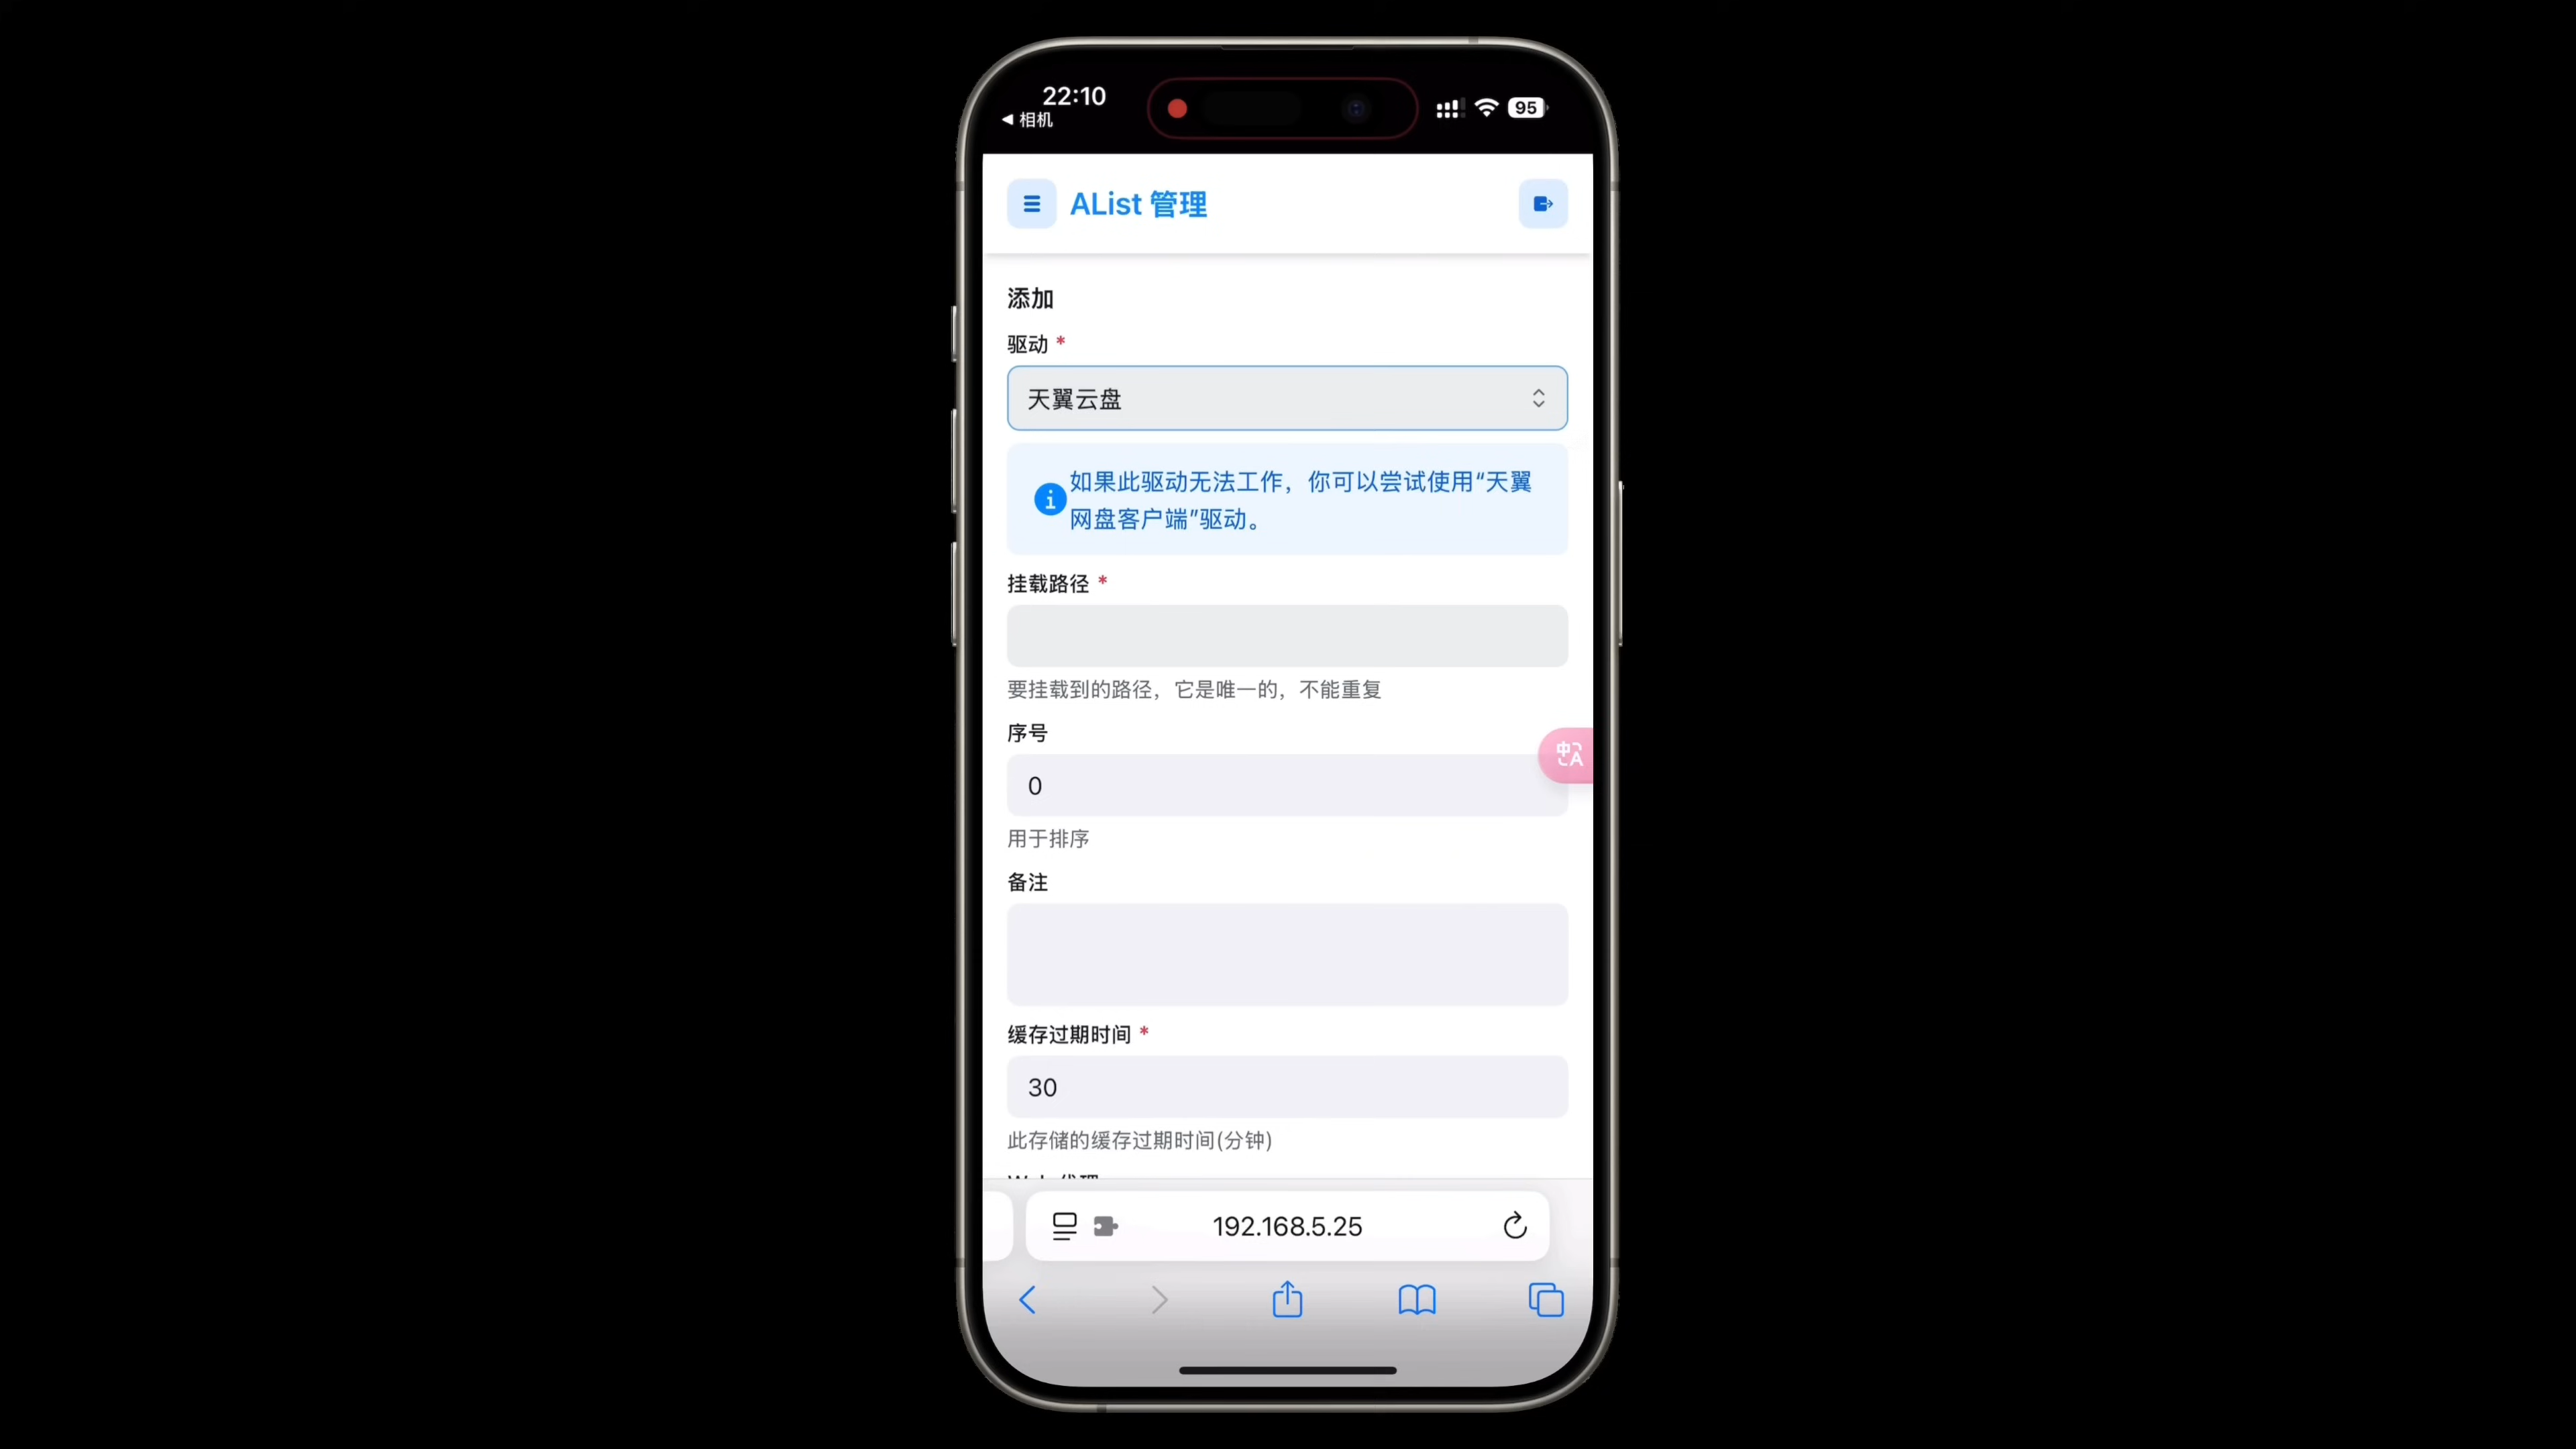 22:10
◀ 相机
95
AList 管理
添加
驱动 *
天翼云盘
如果此驱动无法工作，你可以尝试使用“天翼
网盘客户端”驱动。
挂载路径 *
要挂载到的路径，它是唯一的，不能重复
序号
0
中A
用于排序
备注
缓存过期时间 *
30
此存储的缓存过期时间(分钟)
192.168.5.25